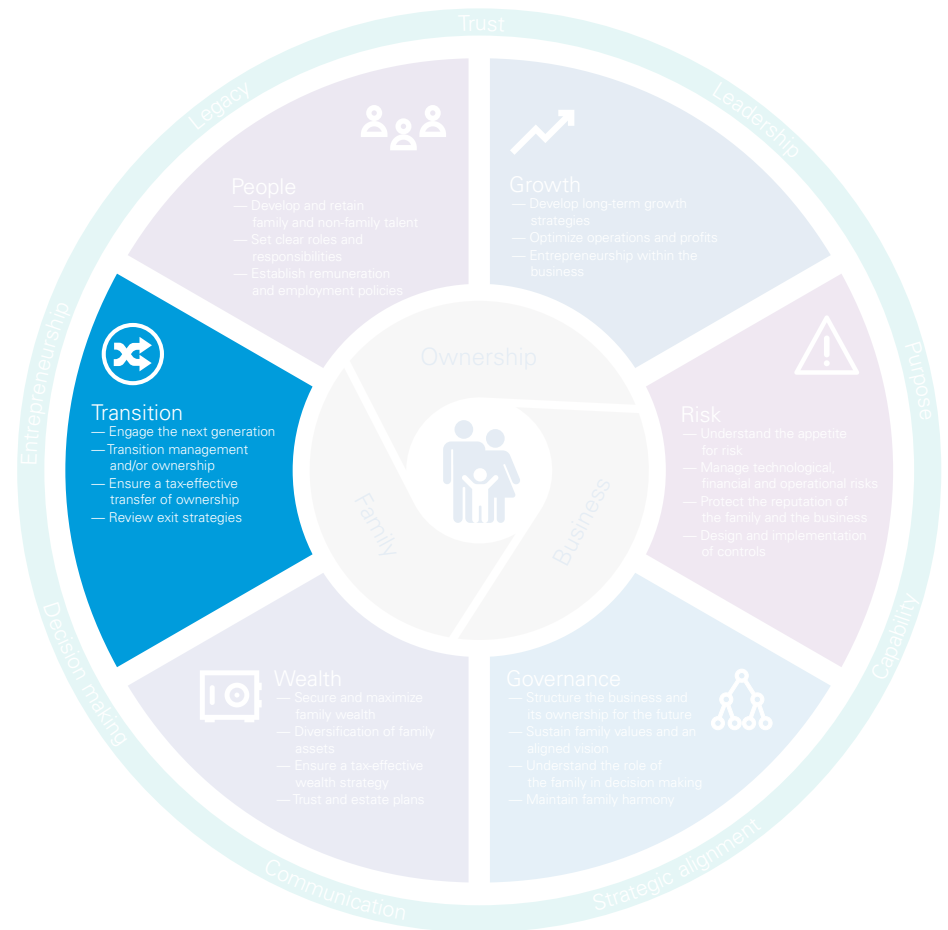 Trust
Legacy
Leadership
Entrepreneurship
Purpose
Decision making
Capability
Communication
Strategic alignment
People
— Develop and retain
family and non-family talent
— Set clear roles and
responsibilities
— Establish remuneration
and employment policies
Growth
— Develop long-term growth
strategies
— Optimize operations and profits
— Entrepreneurship within the
business
Transition
— Engage the next generation
— Transition management
and/or ownership
— Ensure a tax-effective
transfer of ownership
— Review exit strategies
Ownership
Family
Business
Risk
— Understand the appetite
for risk
— Manage technological,
financial and operational risks
— Protect the reputation of
the family and the business
— Design and implementation
of controls
Wealth
— Secure and maximize
family wealth
— Diversification of family
assets
— Ensure a tax-effective
wealth strategy
— Trust and estate plans
Governance
— Structure the business and
its ownership for the future
— Sustain family values and an
aligned vision
— Understand the role of
the family in decision making
— Maintain family harmony